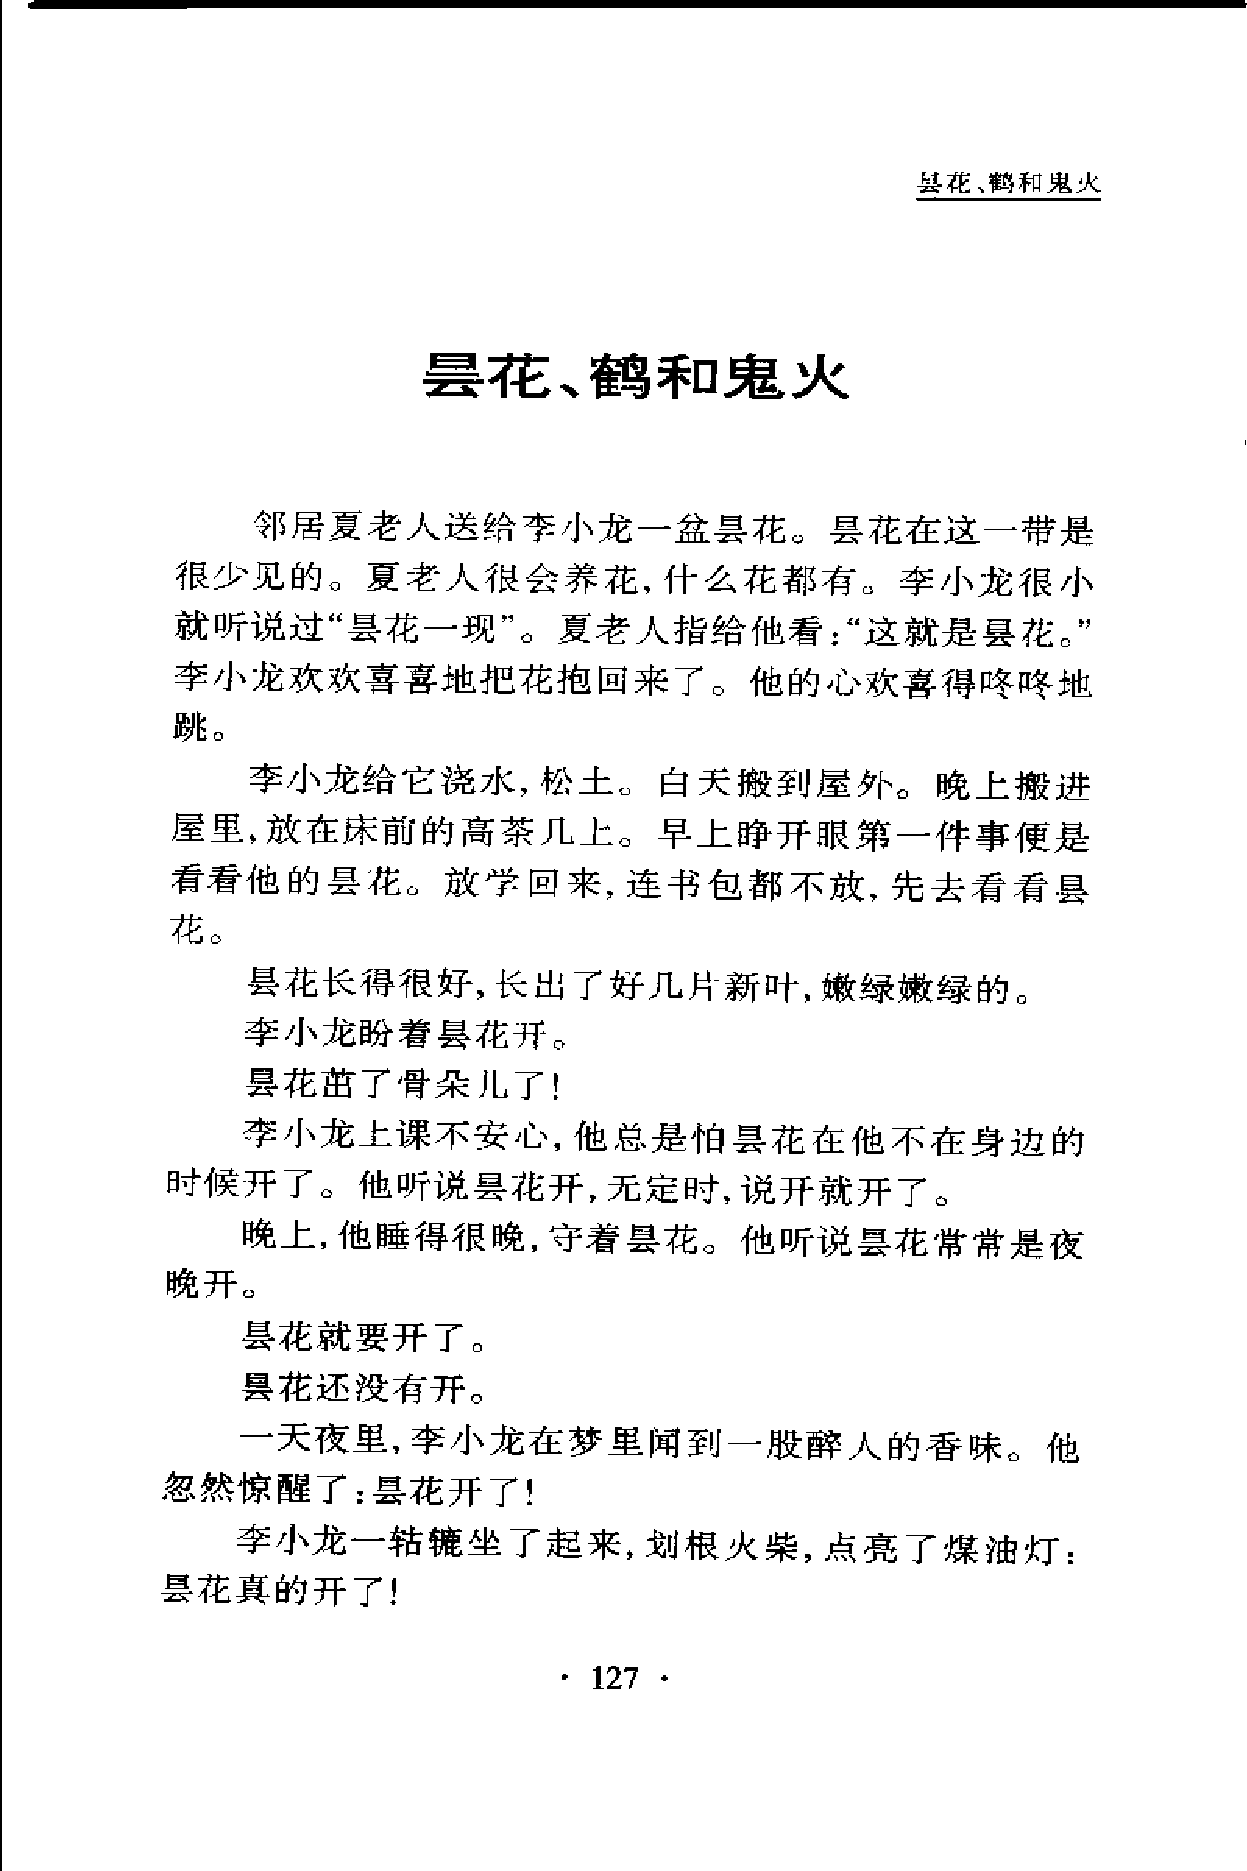 昙花、鹤和鬼火
昙花、鹤和鬼火
邻居夏老人送给李小龙一盆昙花。昙花在这一带是
很少见的。夏老人很会养花,什么花都有。李小龙很小
就听说过“昙花一现”。夏老人指给他看:“这就是昙花。”
李小龙欢欢喜喜地把花抱回来了。他的心欢喜得咚咚地
跳。
李小龙给它浇水,松土。白天搬到屋外。晚上搬进
屋里,放在床前的高茶几上。早上睁开眼第一件事便是
看看他的昙花。放学回来,连书包都不放,先去看看昙
花。
昙花长得很好,长出了好几片新叶,嫩绿嫩绿的。
李小龙盼着昙花开。
昙花茁了骨朵儿了!
李小龙上课不安心,他总是怕昙花在他不在身边的
时候开了。他听说昙花开,无定时,说开就开了。
晚上,他睡得很晚,守着昙花。他听说昙花常常是夜
晚开。
昙花就要开了。
昙花还没有开。
一天夜里,李小龙在梦里闻到一股醉人的香味。他
忽然惊醒了:昙花开了!
李小龙一轱辘坐了起来,划根火柴,点亮了煤油灯:
昙花真的开了!
· 127 ·